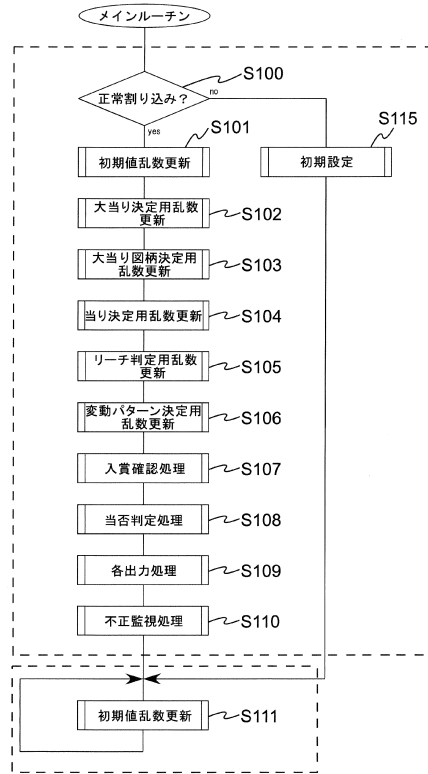 メインルーチン
正常割り込み？
S100
no
yes
S101
S115
初期値乱数更新
初期設定
大当り決定用乱数
更新
S102
大当り図柄決定用
乱数更新
S103
当り決定用乱数更新
S104
リーチ判定用乱数
更新
S105
変動パターン決定用
乱数更新
S106
入賞確認処理
S107
当否判定処理
S108
各出力処理
S109
不正監視処理
S110
初期値乱数更新
S111